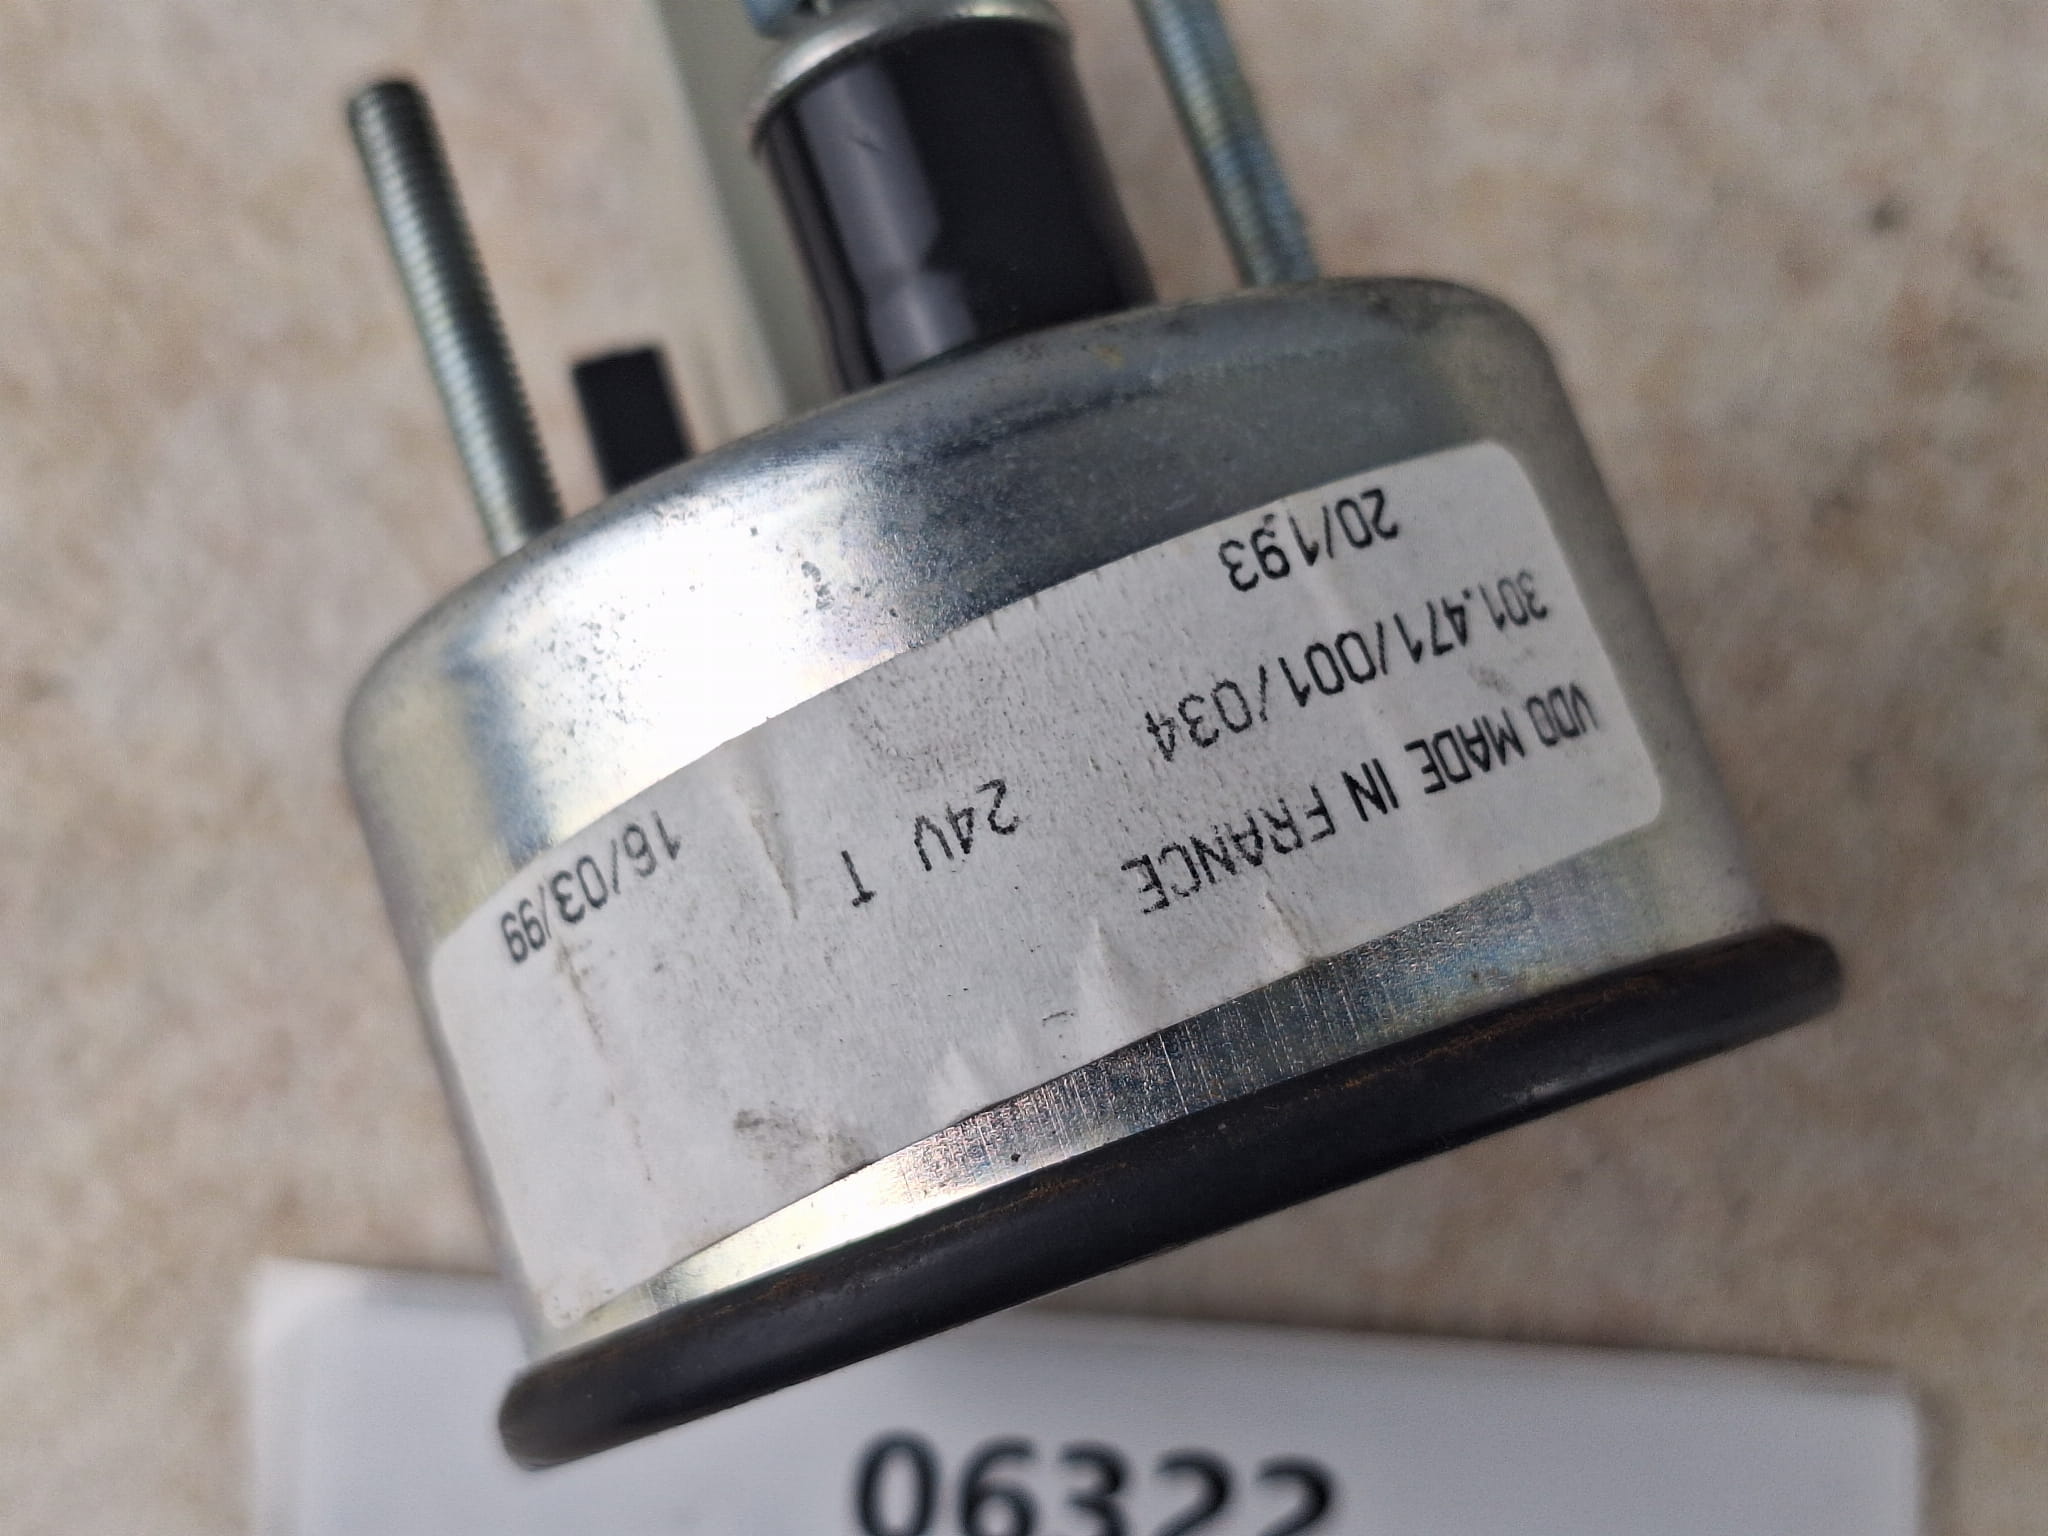 VDO MADE IN FRANCE
301.471/001/034 24V T
20/193 16/03/99
06322